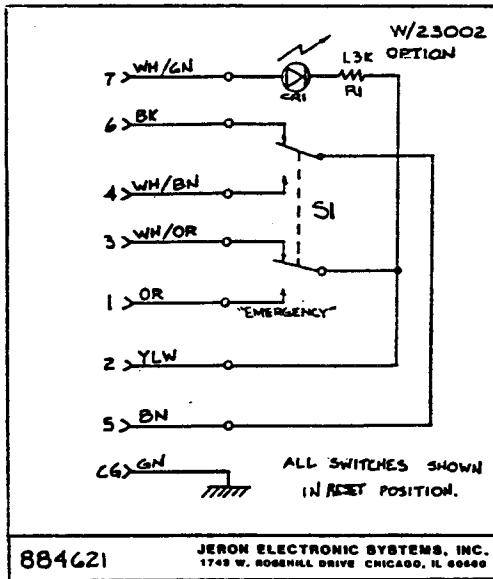 W/23002
OPTION
7 WH/GN
CR1
1.3K
R1
6 BK
4 WH/BN
S1
3 WH/OR
1 OR
"EMERGENCY"
2 YLW
5 BN
CG GN
ALL SWITCHES SHOWN
IN RESET POSITION.
884621
JERON ELECTRONIC SYSTEMS, INC.
1743 W. ROSEHILL DRIVE CHICAGO, IL 60660